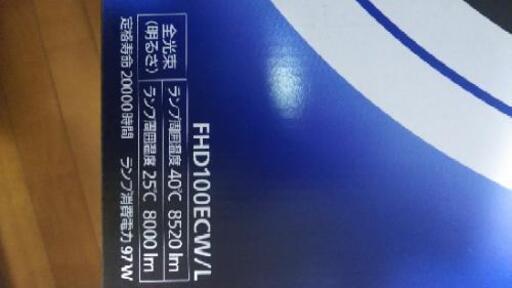 FHD100ECW/L
全光束
(明るさ)
ランプ周囲温度 40℃ 8520 lm
ランプ周囲温度 25℃ 8000 lm
定格寿命 20000時間 ランプ消費電力 97W